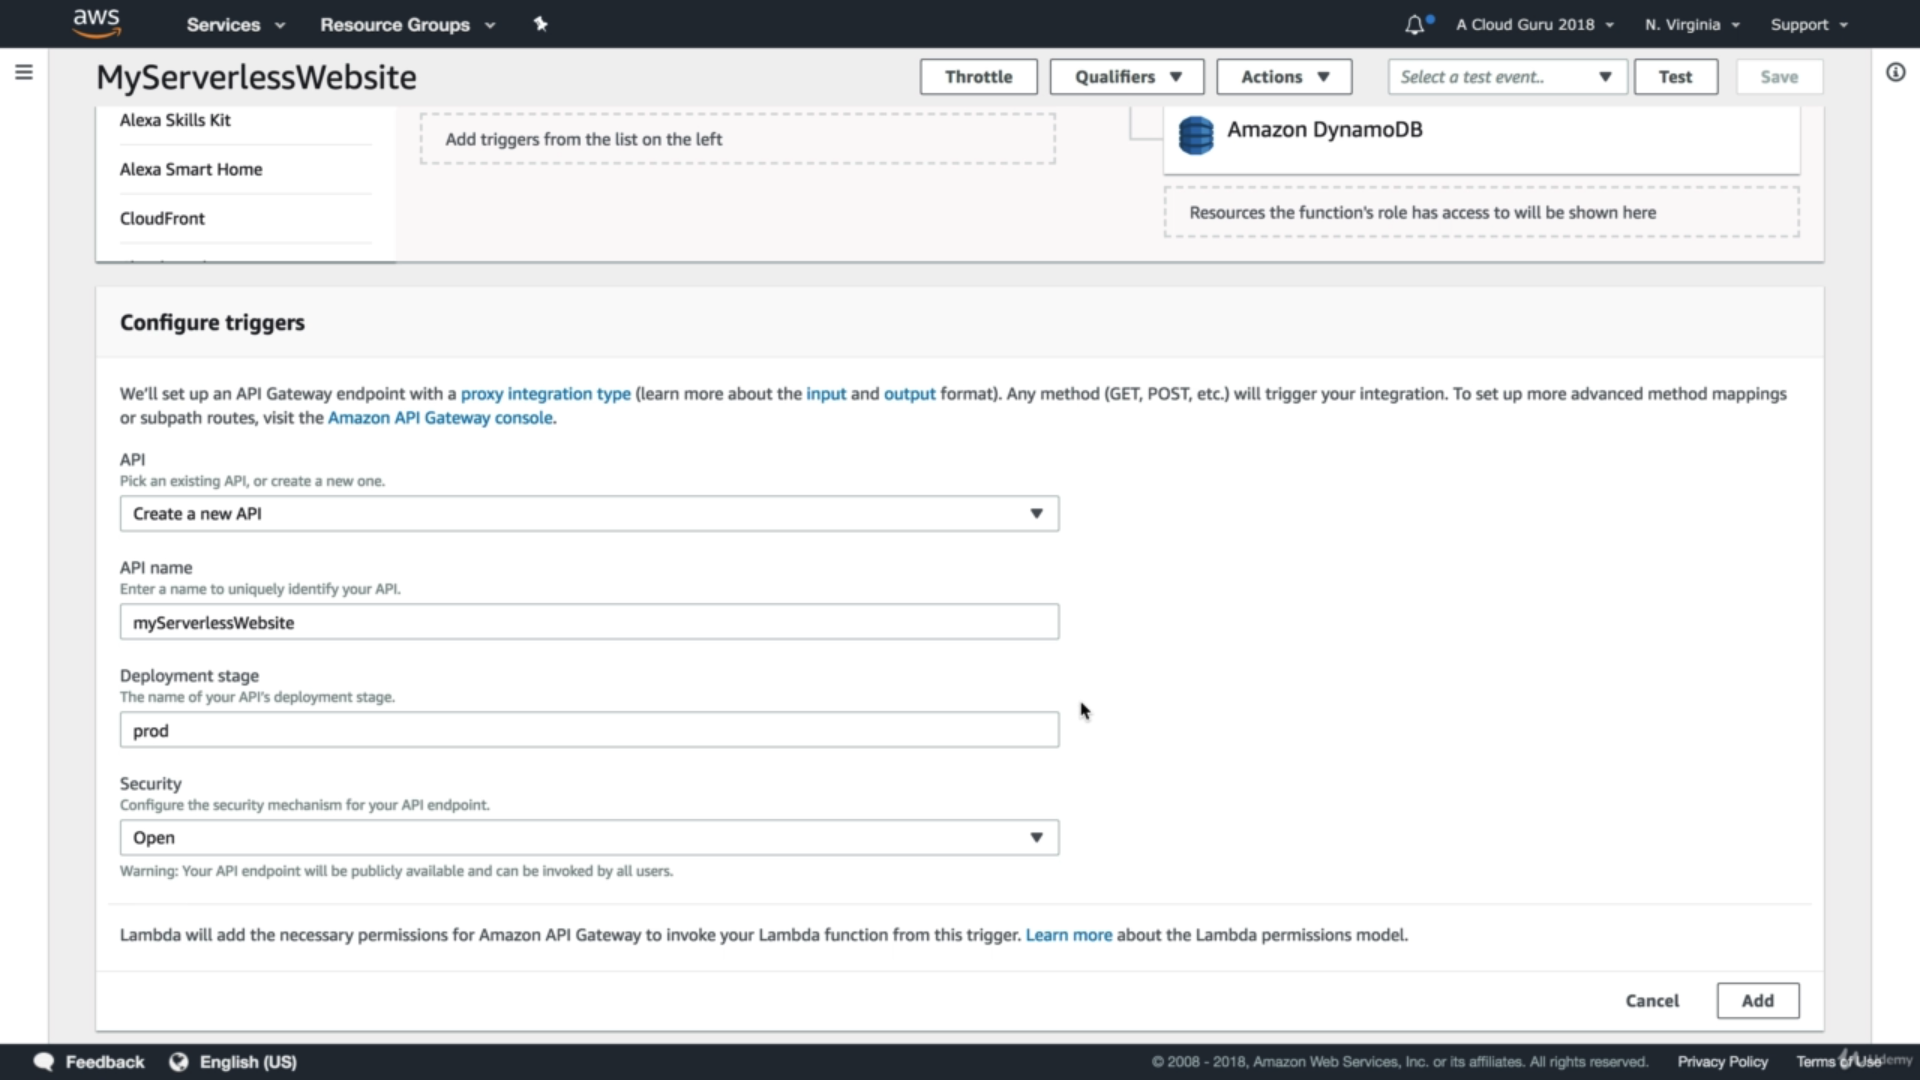 aws Services Resource Groups A Cloud Guru 2018 N. Virginia Support
MyServerlessWebsite Throttle Qualifiers Actions Select a test event.. Test Save
Alexa Skills Kit
Alexa Smart Home
CloudFront
Add triggers from the list on the left
Amazon DynamoDB
Resources the function's role has access to will be shown here
Configure triggers
We'll set up an API Gateway endpoint with a proxy integration type (learn more about the input and output format). Any method (GET, POST, etc.) will trigger your integration. To set up more advanced method mappings
or subpath routes, visit the Amazon API Gateway console.
API
Pick an existing API, or create a new one.
Create a new API
API name
Enter a name to uniquely identify your API.
myServerlessWebsite
Deployment stage
The name of your API's deployment stage.
prod
Security
Configure the security mechanism for your API endpoint.
Open
Warning: Your API endpoint will be publicly available and can be invoked by all users.
Lambda will add the necessary permissions for Amazon API Gateway to invoke your Lambda function from this trigger. Learn more about the Lambda permissions model.
Cancel Add
Feedback English (US) © 2008 - 2018, Amazon Web Services, Inc. or its affiliates. All rights reserved. Privacy Policy Terms of Use